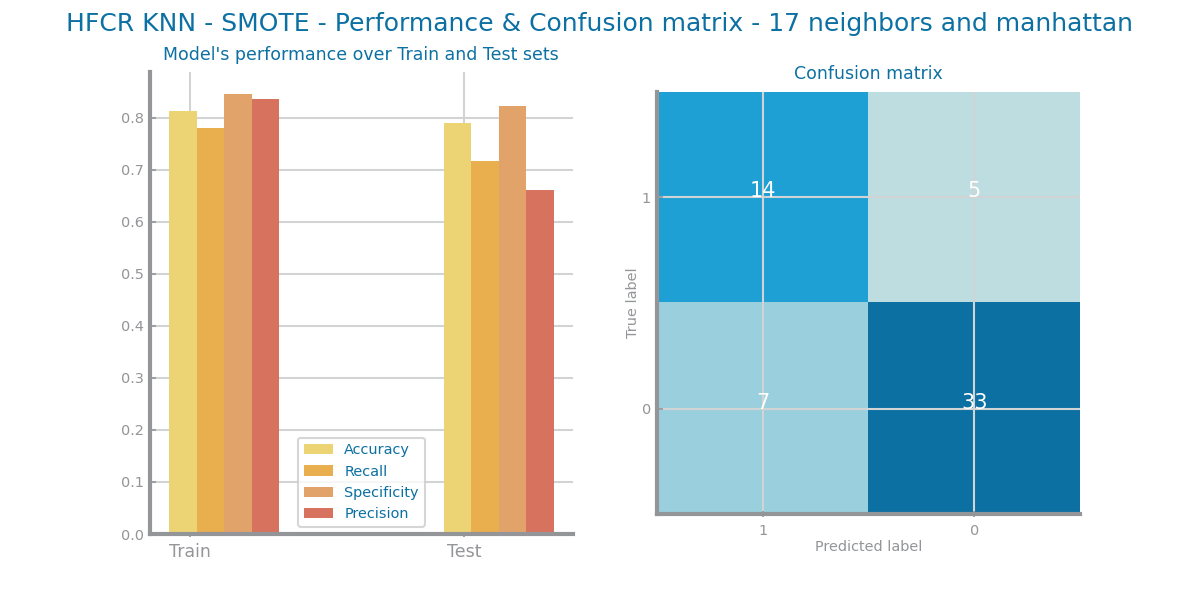 HFCR KNN - SMOTE - Performance & Confusion matrix - 17 neighbors and manhattan
Model's performance over Train and Test sets
0.8
0.7
0.6
0.5
0.4
0.3
0.2
0.1
0.0
Train
Test
Accuracy
Recall
Specificity
Precision
Confusion matrix
True label
1
0
14
5
7
33
1
0
Predicted label